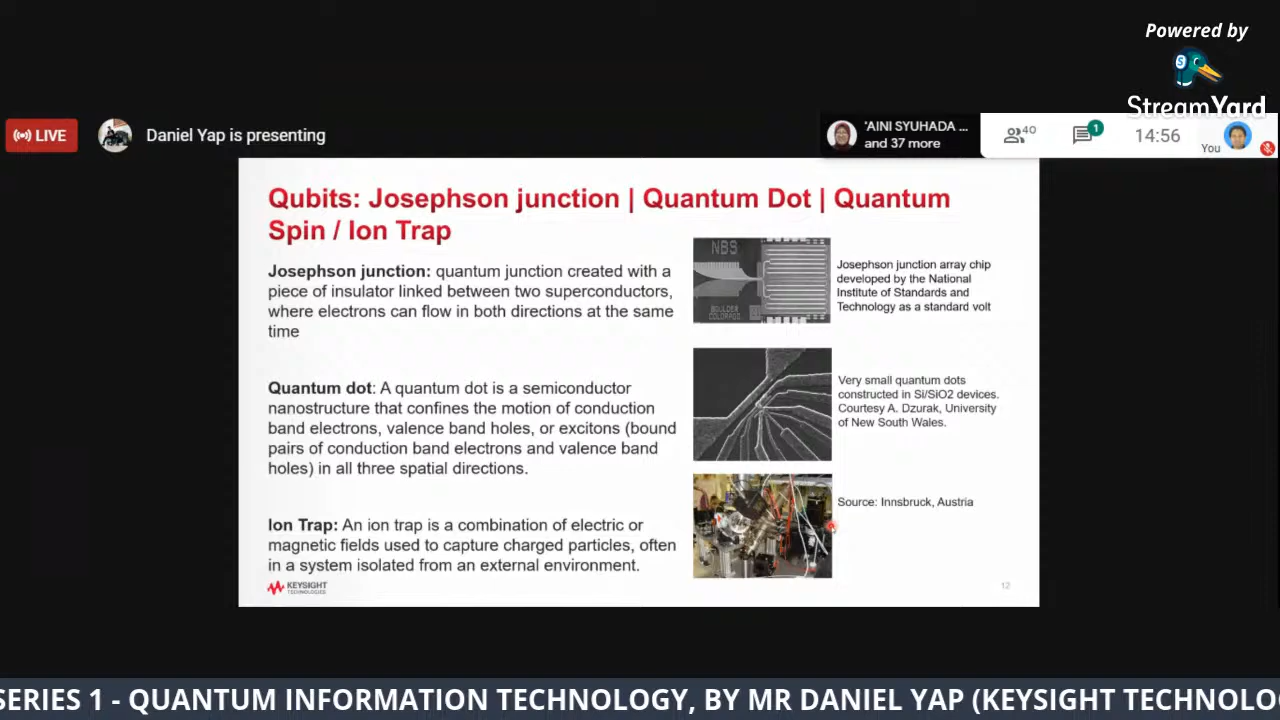 Powered by
StreamYard
LIVE
Daniel Yap is presenting
'AINI SYUHADA ...
and 37 more
40
1
14:56
You
Qubits: Josephson junction | Quantum Dot | Quantum
Spin / Ion Trap
Josephson junction: quantum junction created with a
piece of insulator linked between two superconductors,
where electrons can flow in both directions at the same
time
NBS
BOULDER
COLORADO
Josephson junction array chip
developed by the National
Institute of Standards and
Technology as a standard volt
Quantum dot: A quantum dot is a semiconductor
nanostructure that confines the motion of conduction
band electrons, valence band holes, or excitons (bound
pairs of conduction band electrons and valence band
holes) in all three spatial directions.
Very small quantum dots
constructed in Si/SiO2 devices.
Courtesy A. Dzurak, University
of New South Wales.
Ion Trap: An ion trap is a combination of electric or
magnetic fields used to capture charged particles, often
in a system isolated from an external environment.
Source: Innsbruck, Austria
KEYSIGHT
TECHNOLOGIES
12
SERIES 1 - QUANTUM INFORMATION TECHNOLOGY, BY MR DANIEL YAP (KEYSIGHT TECHNOLO